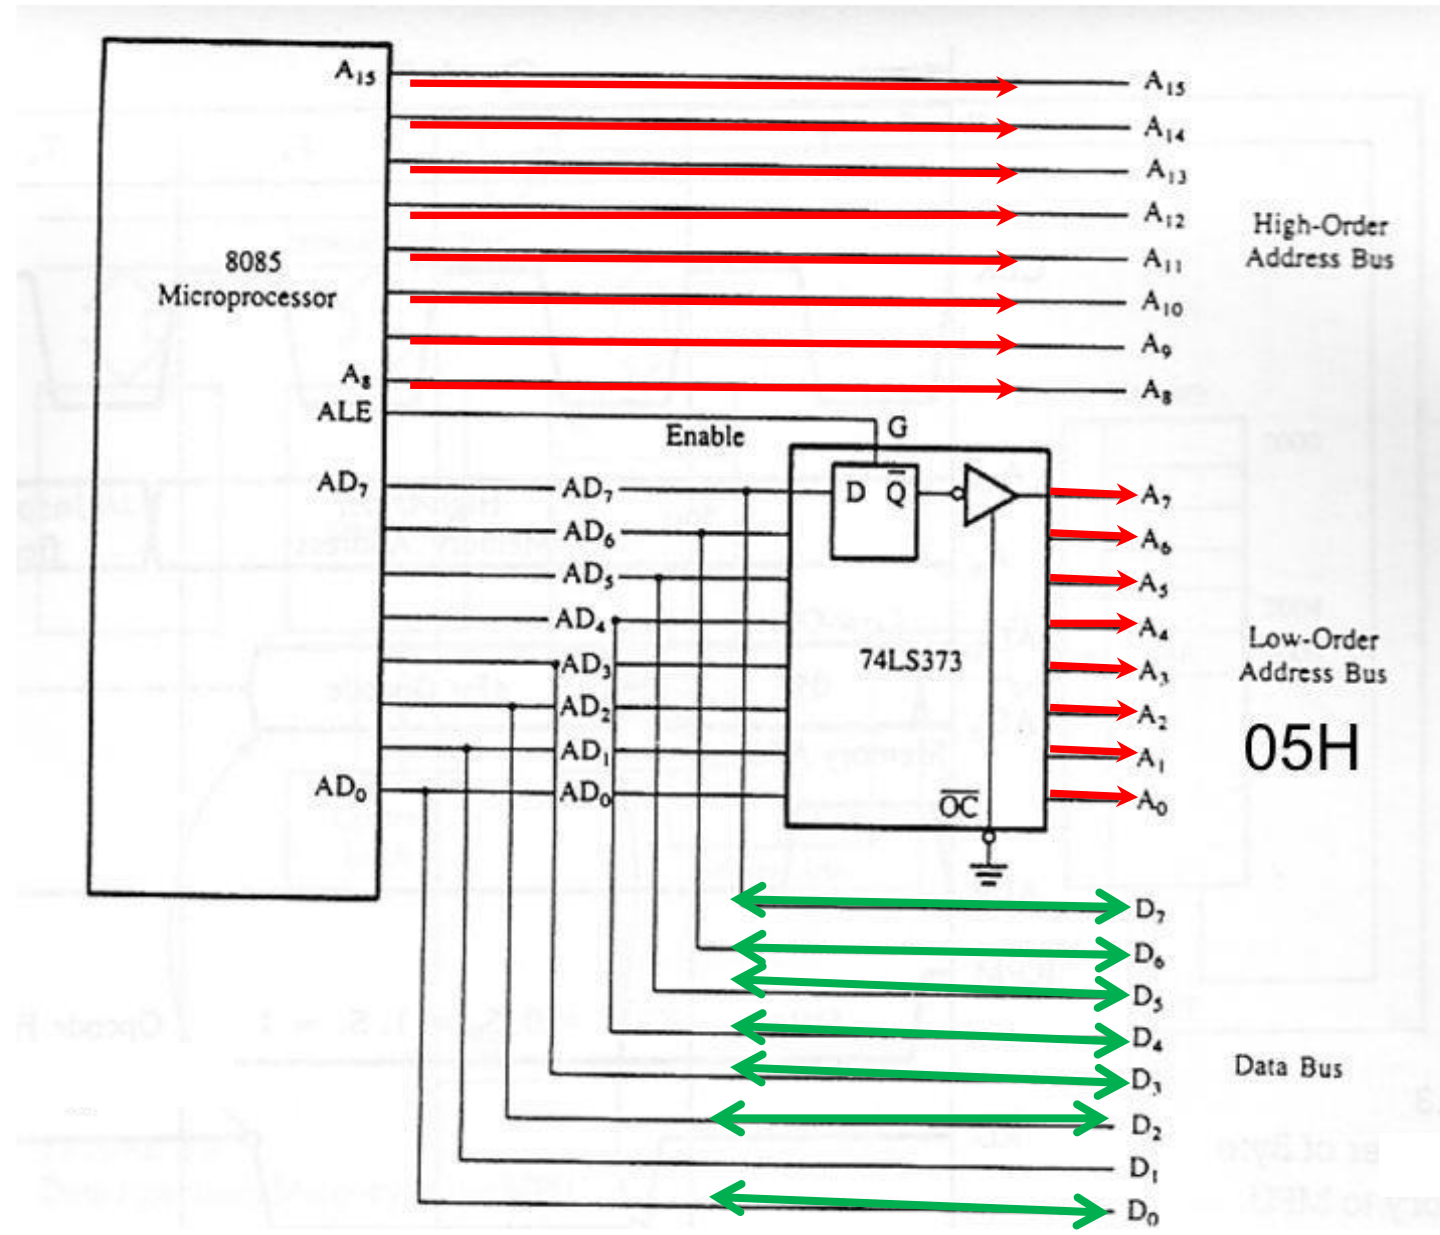 A₁₅
A₁₅
A₁₄
A₁₃
A₁₂
High-Order
Address Bus
A₁₁
8085
Microprocessor
A₁₀
A₉
A₈
A₈
ALE
Enable
G
AD₇
AD₇
D Q̅
A₇
AD₆
A₆
AD₅
A₅
AD₄
A₄
Low-Order
Address Bus
AD₃
74LS373
A₃
AD₂
A₂
05H
AD₁
A₁
AD₀
AD₀
O̅C̅
A₀
D₇
D₆
D₅
D₄
Data Bus
D₃
D₂
D₁
D₀